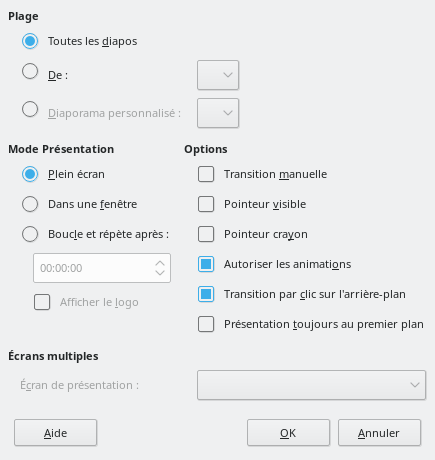 Plage
Toutes les diapos
De :
Diaporama personnalisé :
Mode Présentation
Plein écran
Dans une fenêtre
Boucle et répète après :
00:00:00
Afficher le logo
Options
Transition manuelle
Pointeur visible
Pointeur crayon
Autoriser les animations
Transition par clic sur l'arrière-plan
Présentation toujours au premier plan
Écrans multiples
Écran de présentation :
Aide
OK
Annuler